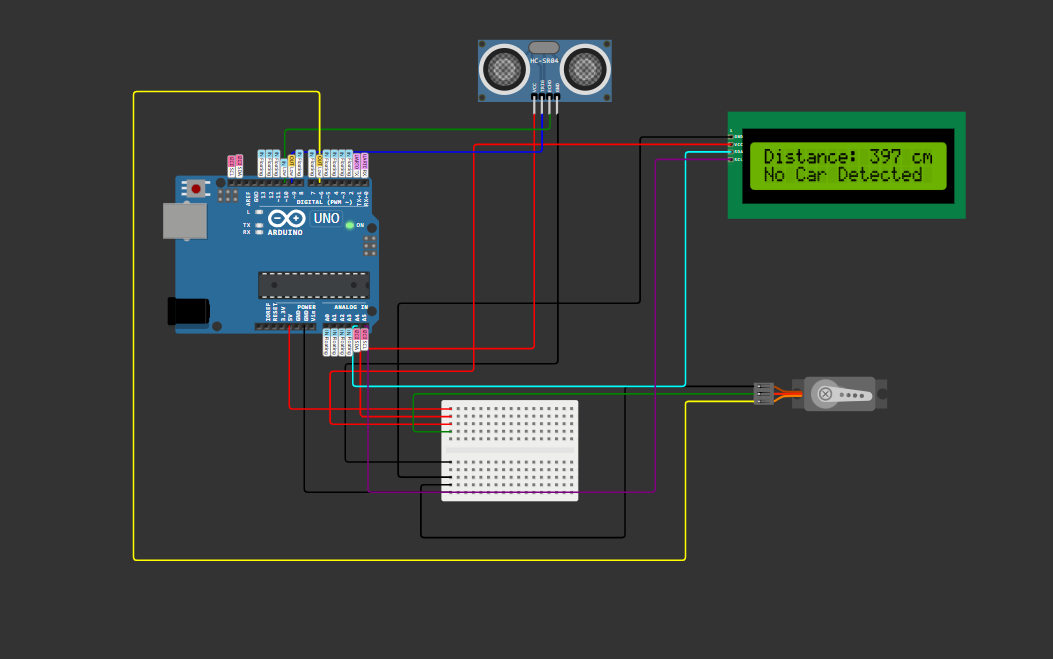 HC-SR04
VCC
TRIG
ECHO
GND
1
GND
VCC
SDA
SCL
Distance: 397 cm
No Car Detected
AREF
GND
13
12
~11
~10
~9
8
7
~6
~5
4
~3
2
TX→1
RX←0
DIGITAL (PWM ~)
L
TX
RX
UNO
ON
ARDUINO
IOREF
RESET
3.3V
5V
GND
GND
Vin
POWER
ANALOG IN
A0
A1
A2
A3
A4
A5